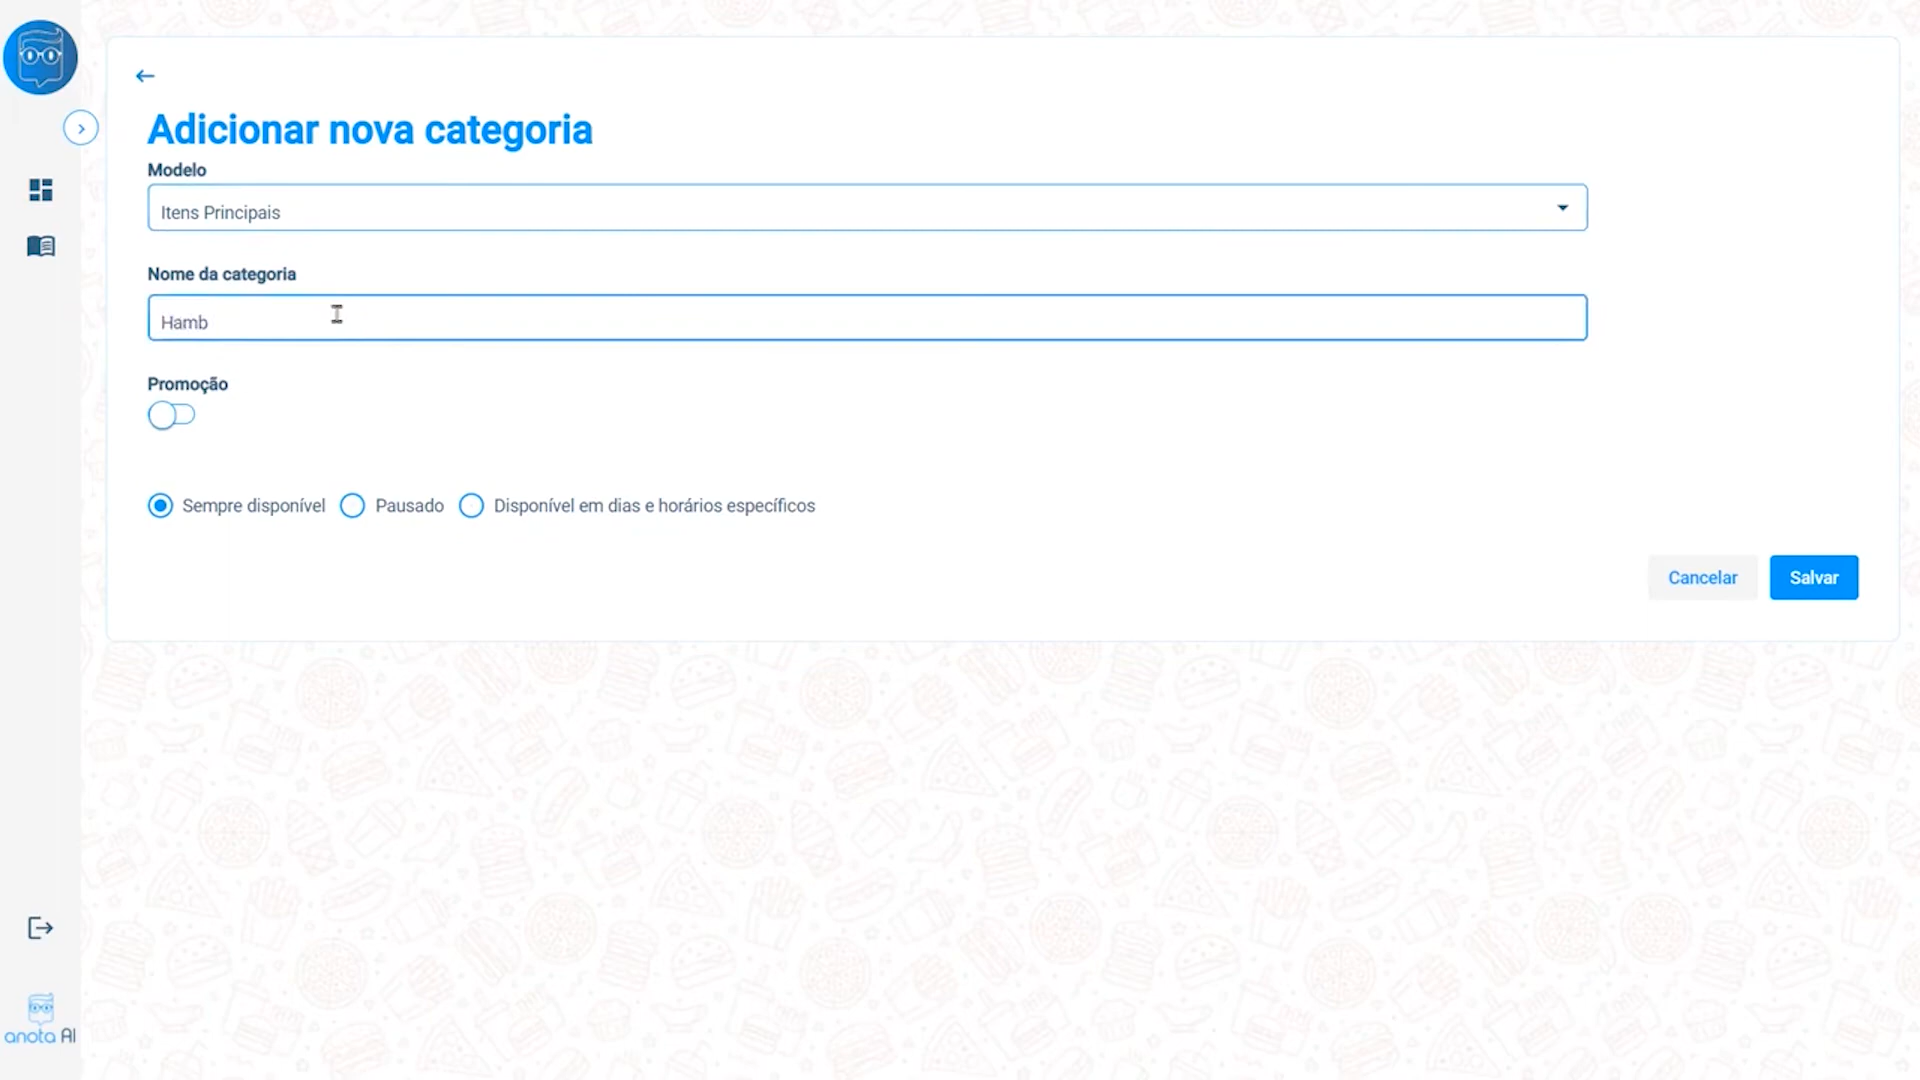 Adicionar nova categoria
Modelo
Itens Principais
Nome da categoria
Hamb
Promoção
Sempre disponível Pausado Disponível em dias e horários específicos
Cancelar Salvar
anota AI